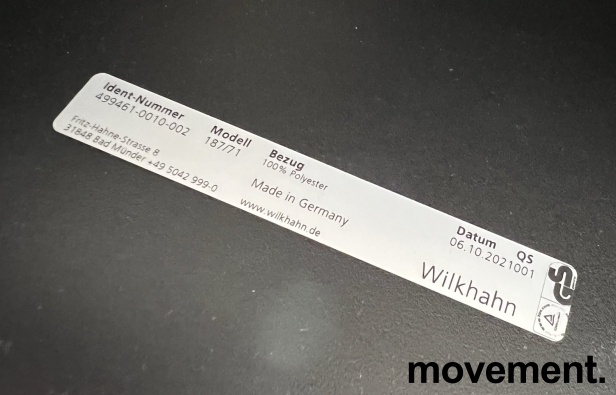 Ident-Nummer
499461-0010-002
Modell
187/71
Bezug
100% Polyester
Datum
06.10.2021
QS
001
Fritz-Hahne-Strasse 8
31848 Bad Münder +49 5042 999-0
Made in Germany
www.wilkhahn.de
Wilkhahn
movement.